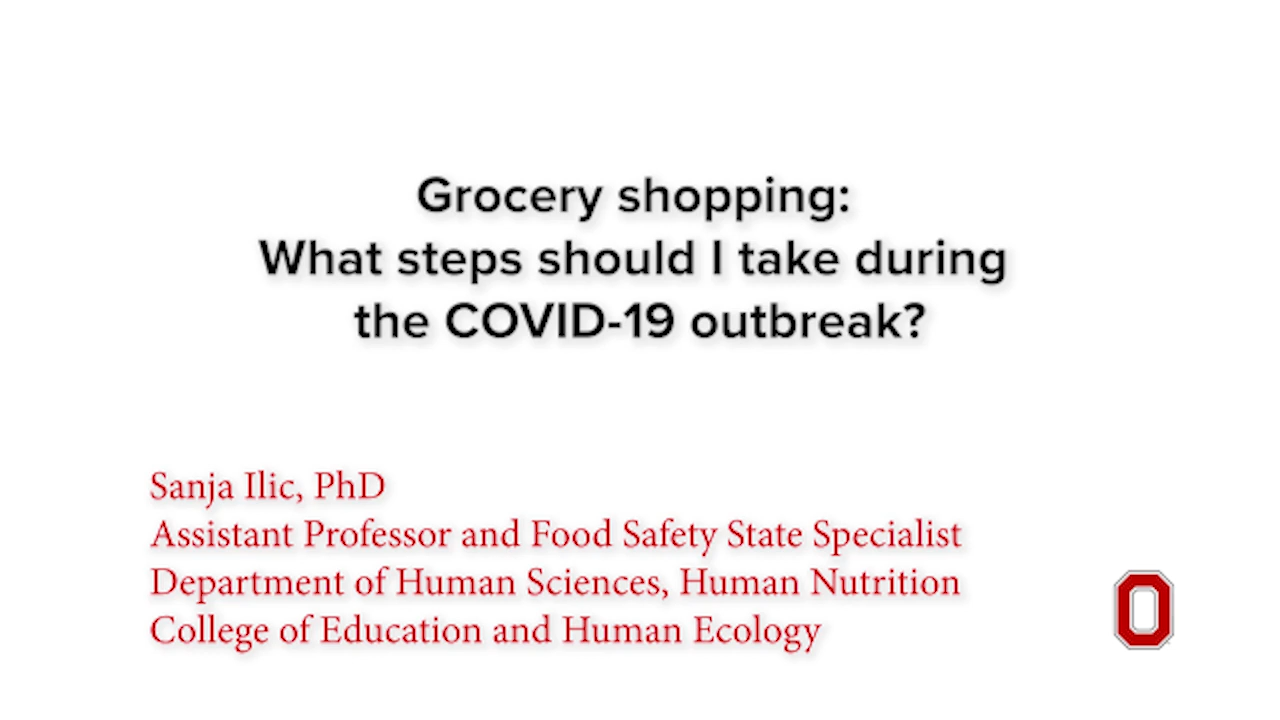 Grocery shopping:
What steps should I take during
the COVID-19 outbreak?
Sanja Ilic, PhD
Assistant Professor and Food Safety State Specialist
Department of Human Sciences, Human Nutrition
College of Education and Human Ecology
O